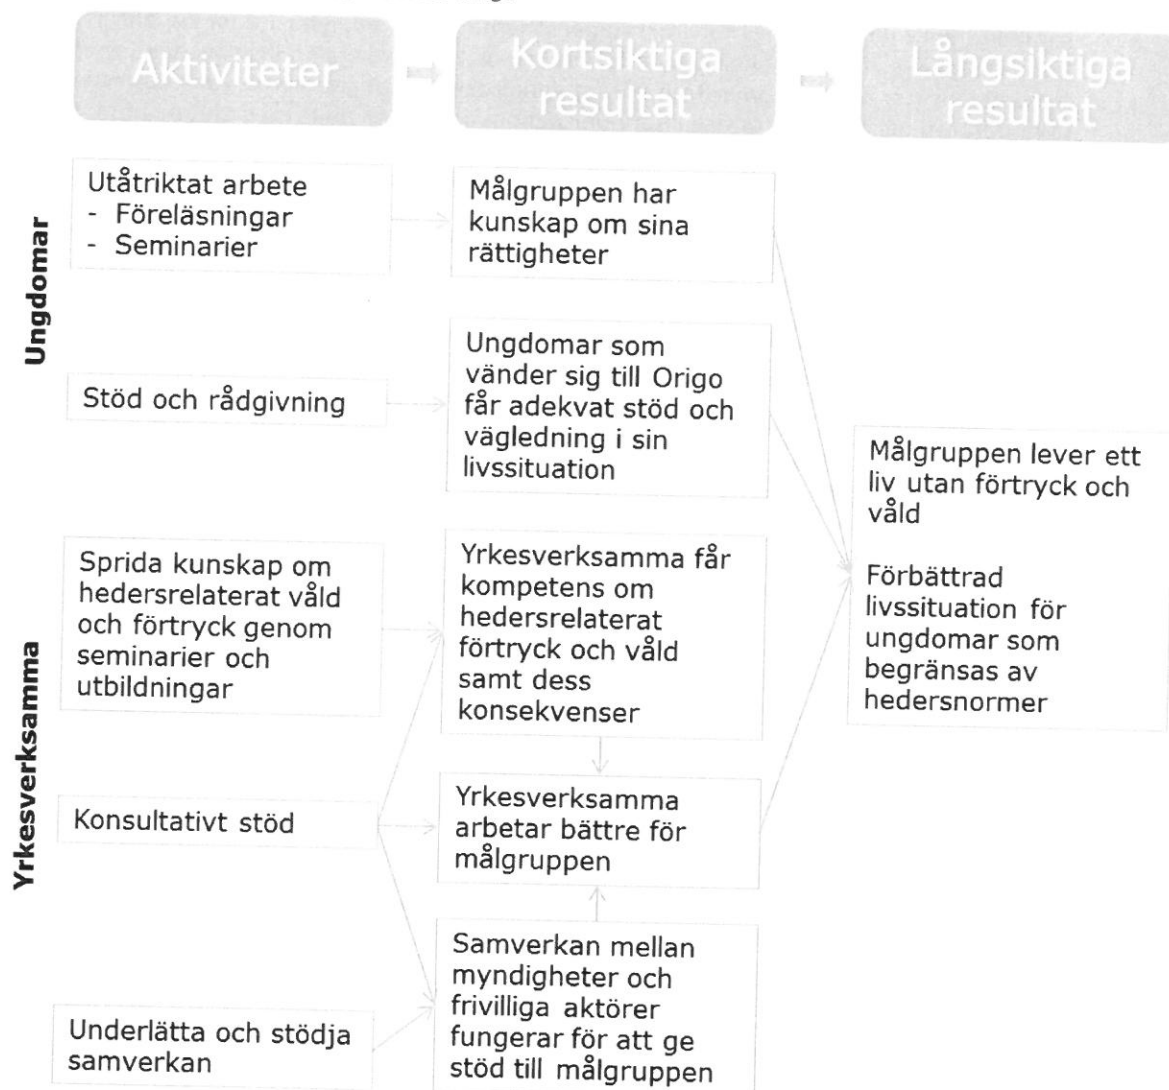 Aktiviteter
Kortsiktiga
resultat
Långsiktiga
resultat
Ungdomar
Utåtriktat arbete
- Föreläsningar
- Seminarier
Målgruppen har
kunskap om sina
rättigheter
Stöd och rådgivning
Ungdomar som
vänder sig till Origo
får adekvat stöd och
vägledning i sin
livssituation
Yrkesverksamma
Sprida kunskap om
hedersrelaterat våld
och förtryck genom
seminarier och
utbildningar
Yrkesverksamma får
kompetens om
hedersrelaterat
förtryck och våld
samt dess
konsekvenser
Konsultativt stöd
Yrkesverksamma
arbetar bättre för
målgruppen
Underlätta och stödja
samverkan
Samverkan mellan
myndigheter och
frivilliga aktörer
fungerar för att ge
stöd till målgruppen
Målgruppen lever ett
liv utan förtryck och
våld
Förbättrad
livssituation för
ungdomar som
begränsas av
hedersnormer